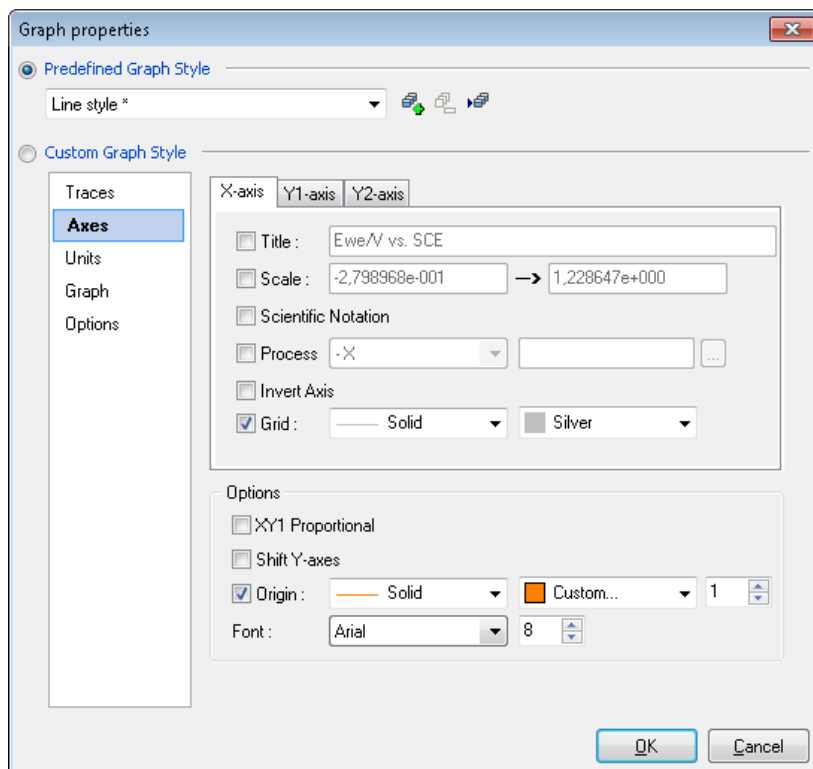 Graph properties
Predefined Graph Style
Line style *
Custom Graph Style
Traces
Axes
Units
Graph
Options
X-axis Y1-axis Y2-axis
Title : Ewe/V vs. SCE
Scale : -2,798968e-001 1,228647e+000
Scientific Notation
Process -X ...
Invert Axis
Grid : Solid Silver
Options
XY1 Proportional
Shift Y-axes
Origin : Solid Custom... 1
Font : Arial 8
OK Cancel